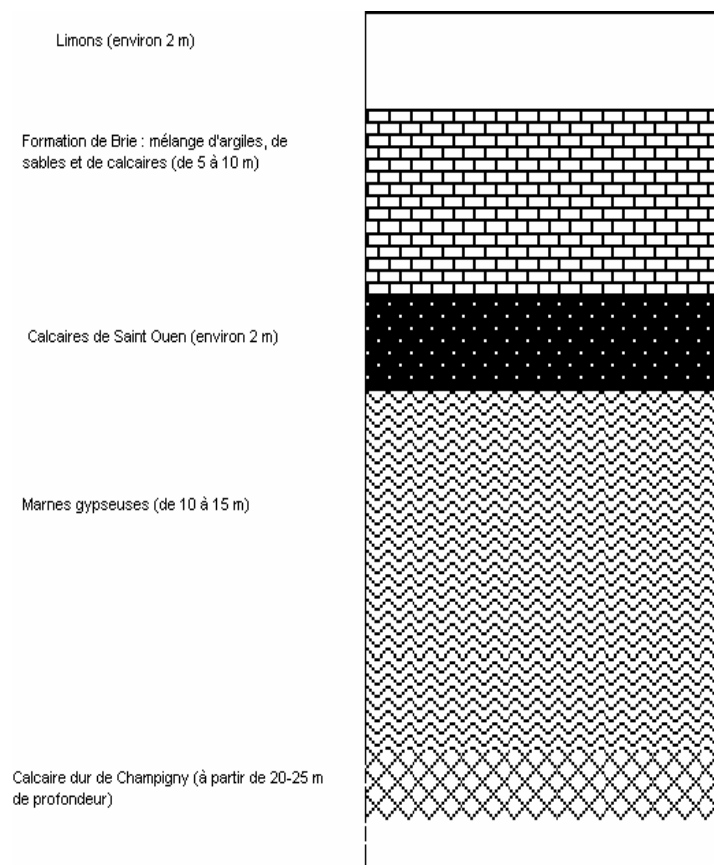 Limons (environ 2 m)
Formation de Brie : mélange d'argiles, de
sables et de calcaires (de 5 à 10 m)
Calcaires de Saint Ouen (environ 2 m)
Marnes gypseuses (de 10 à 15 m)
Calcaire dur de Champigny (à partir de 20-25 m
de profondeur)